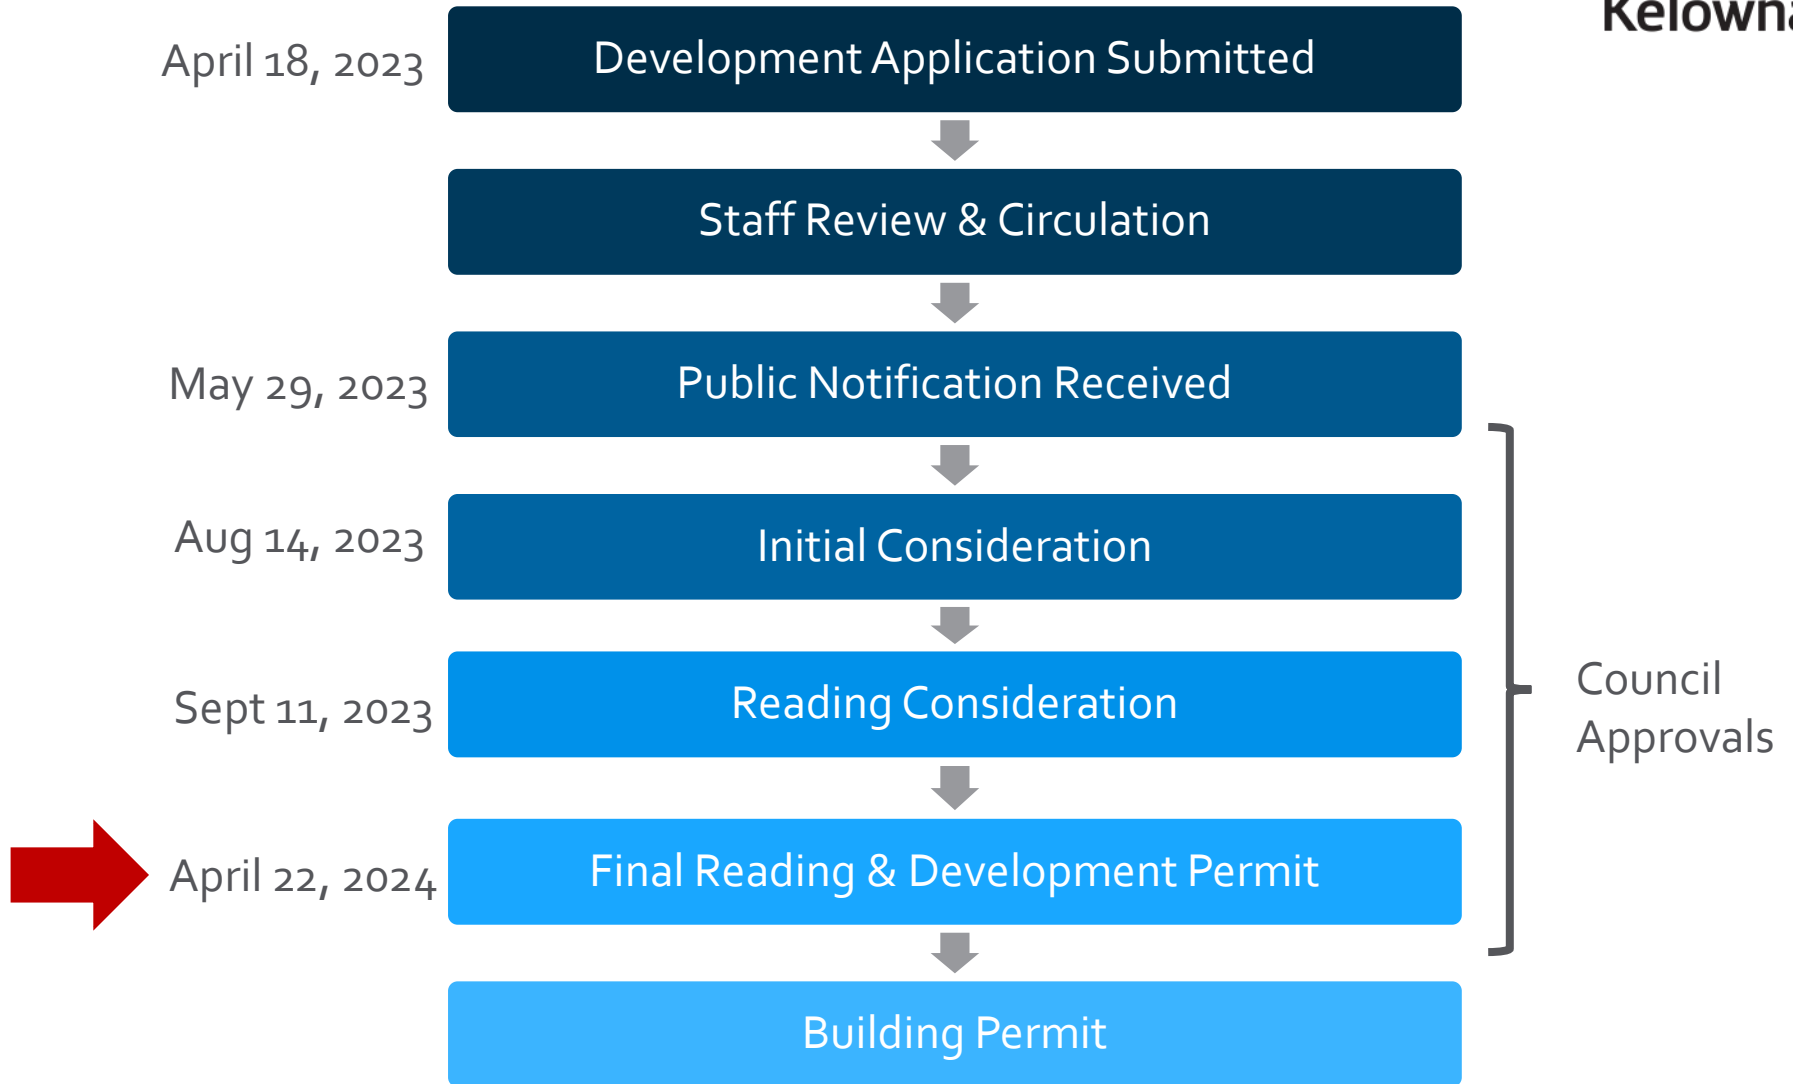 Kelowna
April 18, 2023
Development Application Submitted
Staff Review & Circulation
May 29, 2023
Public Notification Received
Aug 14, 2023
Initial Consideration
Sept 11, 2023
Reading Consideration
Council
Approvals
April 22, 2024
Final Reading & Development Permit
Building Permit